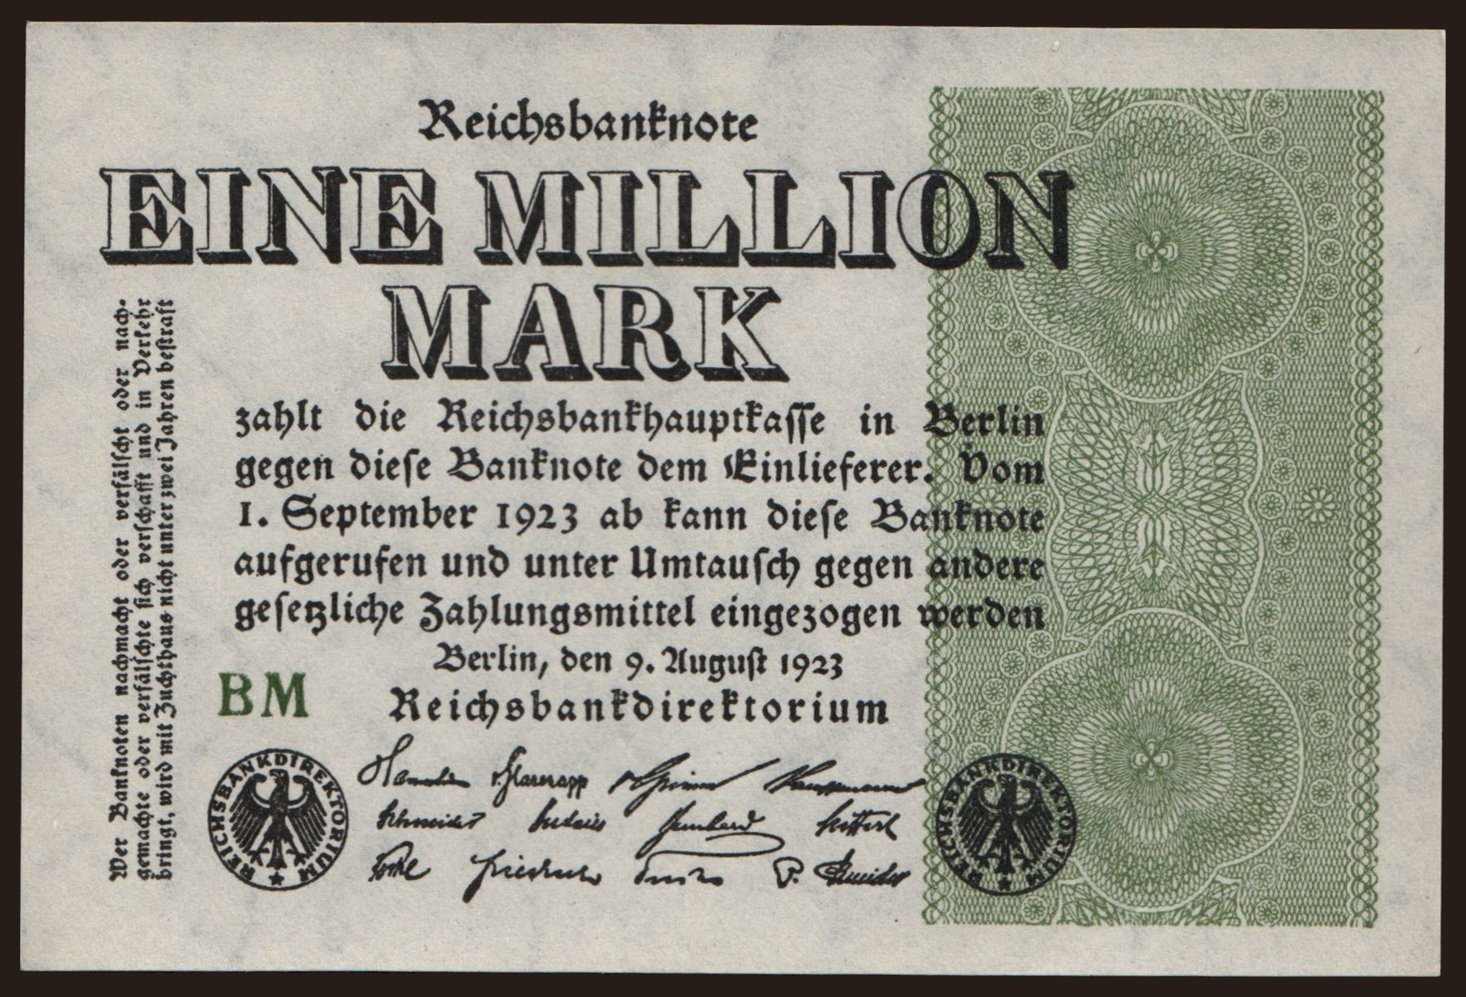 Reichsbanknote
EINE MILLION
MARK
zahlt die Reichsbankhauptkasse in Berlin
gegen diese Banknote dem Einlieferer. Vom
1. September 1923 ab kann diese Banknote
aufgerufen und unter Umtausch gegen andere
gesetzliche Zahlungsmittel eingezogen werden
Berlin, den 9. August 1923
Reichsbankdirektorium
BM
Wer Banknoten nachmacht oder verfälscht oder nach-
gemachte oder verfälschte sich verschafft und in Verkehr
bringt, wird mit Zuchthaus nicht unter zwei Jahren bestraft
REICHSBANKDIREKTORIUM
REICHSBANKDIREKTORIUM
v. Glasenapp
Schneider
P. Schneider